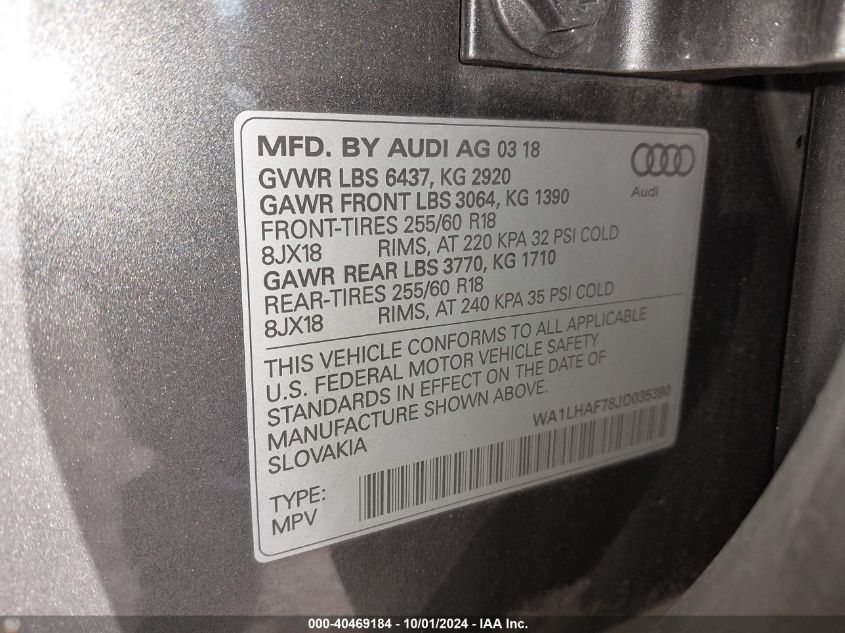 MFD. BY AUDI AG 03 18
GVWR LBS 6437, KG 2920
GAWR FRONT LBS 3064, KG 1390
FRONT-TIRES 255/60 R18
8JX18 RIMS, AT 220 KPA 32 PSI COLD
GAWR REAR LBS 3770, KG 1710
REAR-TIRES 255/60 R18
8JX18 RIMS, AT 240 KPA 35 PSI COLD
Audi
THIS VEHICLE CONFORMS TO ALL APPLICABLE
U.S. FEDERAL MOTOR VEHICLE SAFETY
STANDARDS IN EFFECT ON THE DATE OF
MANUFACTURE SHOWN ABOVE.
SLOVAKIA
WA1LHAF78JD035380
TYPE:
MPV
000-40469184 - 10/01/2024 - IAA Inc.